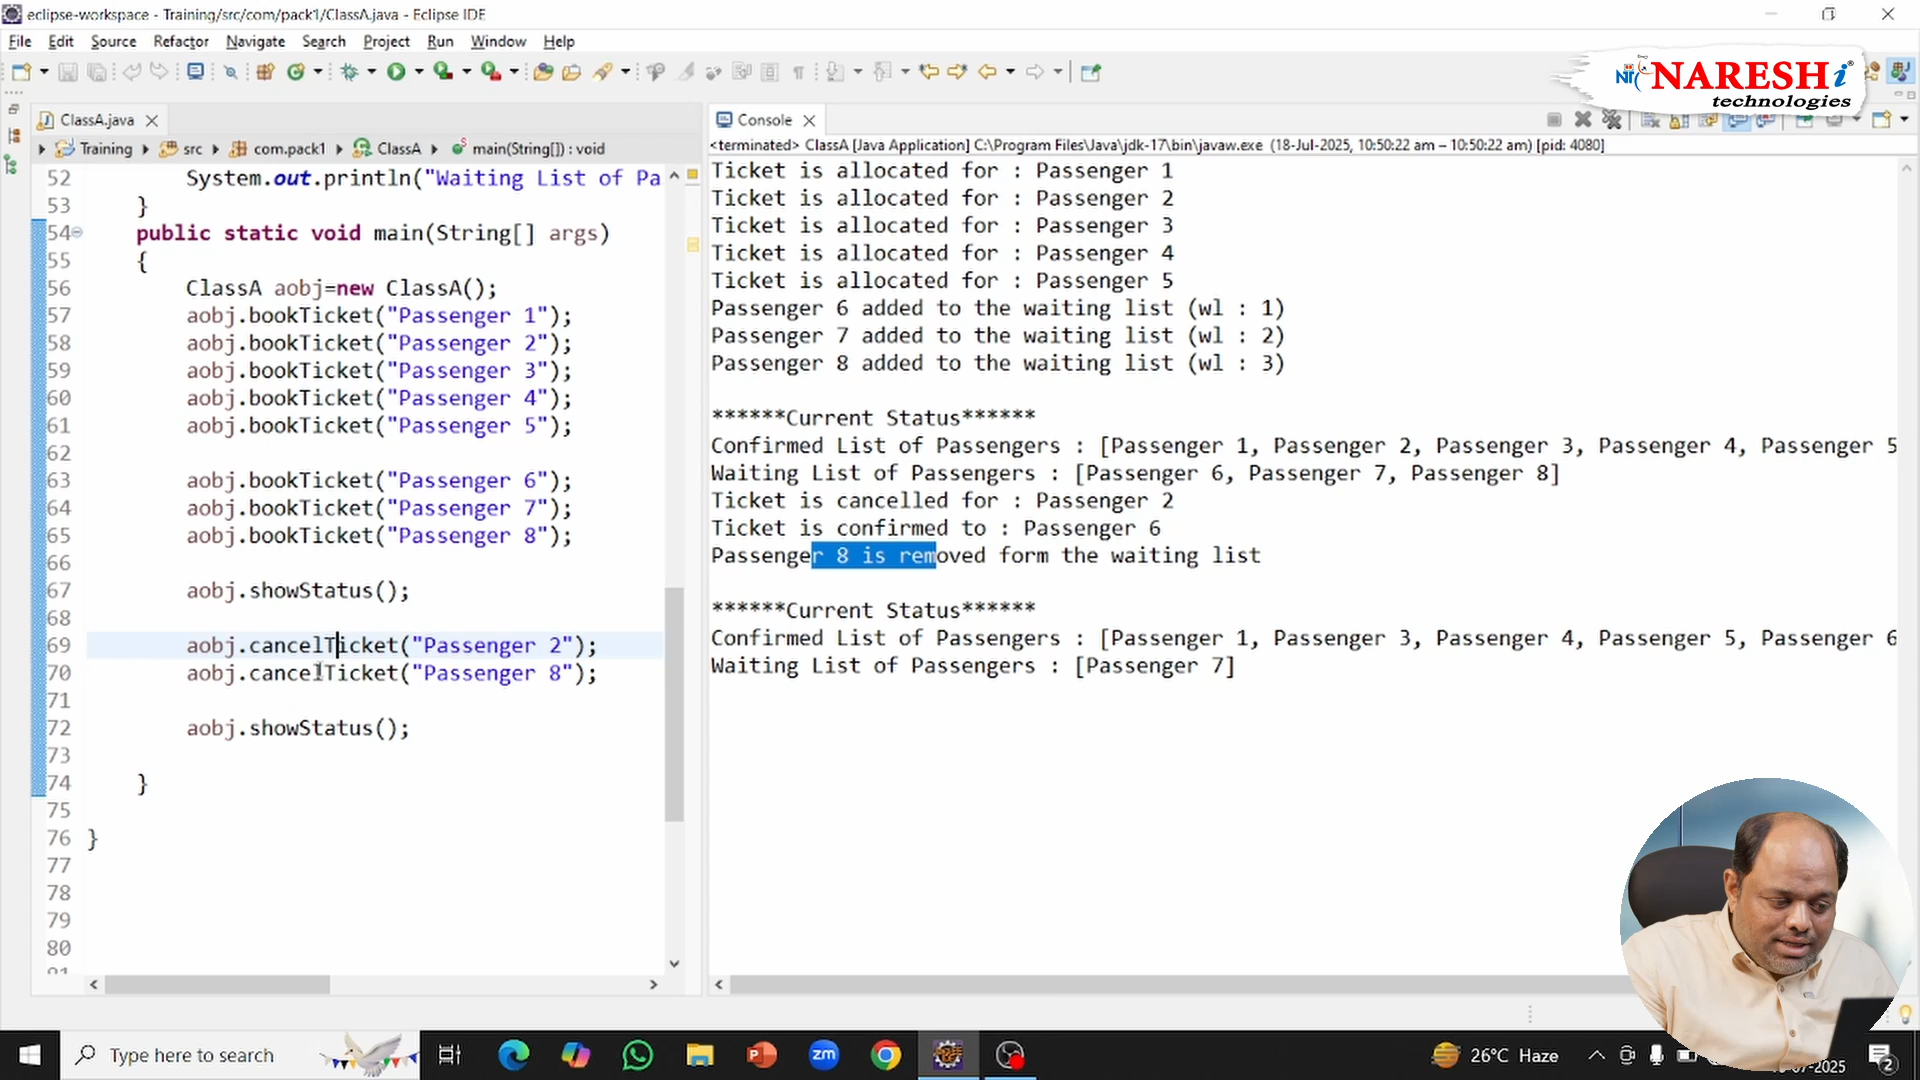 eclipse-workspace - Training/src/com/pack1/ClassA.java - Eclipse IDE
File Edit Source Refactor Navigate Search Project Run Window Help
NARESHi
technologies
ClassA.java
Training src com.pack1 ClassA main(String[]) : void
52 System.out.println("Waiting List of Pa
53 }
54 public static void main(String[] args)
55 {
56 ClassA aobj=new ClassA();
57 aobj.bookTicket("Passenger 1");
58 aobj.bookTicket("Passenger 2");
59 aobj.bookTicket("Passenger 3");
60 aobj.bookTicket("Passenger 4");
61 aobj.bookTicket("Passenger 5");
62
63 aobj.bookTicket("Passenger 6");
64 aobj.bookTicket("Passenger 7");
65 aobj.bookTicket("Passenger 8");
66
67 aobj.showStatus();
68
69 aobj.cancelTicket("Passenger 2");
70 aobj.cancelTicket("Passenger 8");
71
72 aobj.showStatus();
73
74 }
75
76 }
77
78
79
80
81
Console
<terminated> ClassA [Java Application] C:\Program Files\Java\jdk-17\bin\javaw.exe (18-Jul-2025, 10:50:22 am – 10:50:22 am) [pid: 4080]
Ticket is allocated for : Passenger 1
Ticket is allocated for : Passenger 2
Ticket is allocated for : Passenger 3
Ticket is allocated for : Passenger 4
Ticket is allocated for : Passenger 5
Passenger 6 added to the waiting list (wl : 1)
Passenger 7 added to the waiting list (wl : 2)
Passenger 8 added to the waiting list (wl : 3)
******Current Status******
Confirmed List of Passengers : [Passenger 1, Passenger 2, Passenger 3, Passenger 4, Passenger 5
Waiting List of Passengers : [Passenger 6, Passenger 7, Passenger 8]
Ticket is cancelled for : Passenger 2
Ticket is confirmed to : Passenger 6
Passenger 8 is removed form the waiting list
******Current Status******
Confirmed List of Passengers : [Passenger 1, Passenger 3, Passenger 4, Passenger 5, Passenger 6
Waiting List of Passengers : [Passenger 7]
Type here to search
zm
26°C Haze
2